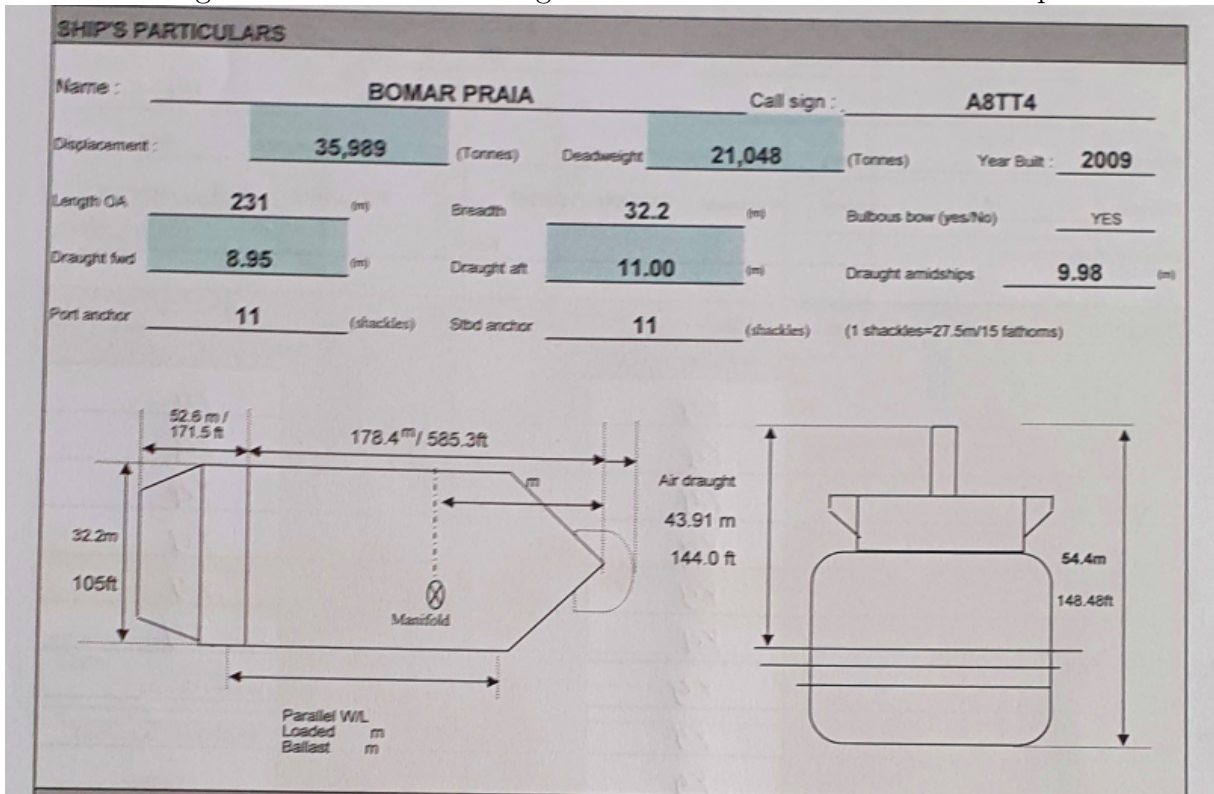 SHIP'S PARTICULARS
Name : BOMAR PRAIA Call sign : A8TT4
Displacement : 35,989 (Tonnes) Deadweight 21,048 (Tonnes) Year Built : 2009
Length OA 231 (m) Breadth 32.2 (m) Bulbous bow (yes/No) YES
Draught fwd 8.95 (m) Draught aft 11.00 (m) Draught amidships 9.98 (m)
Port anchor 11 (shackles) Stbd anchor 11 (shackles) (1 shackles=27.5m/15 fathoms)
52.6 m /
171.5 ft
178.4m/ 585.3ft
m
Air draught
43.91 m
144.0 ft
32.2m
105ft
54.4m
148.48ft
Manifold
Parallel W/L
Loaded m
Ballast m